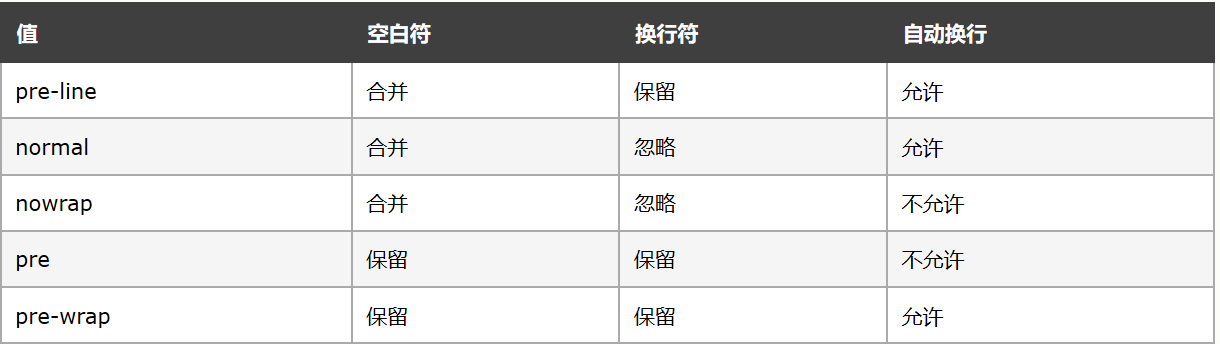 值 空白符 换行符 自动换行
pre-line 合并 保留 允许
normal 合并 忽略 允许
nowrap 合并 忽略 不允许
pre 保留 保留 不允许
pre-wrap 保留 保留 允许